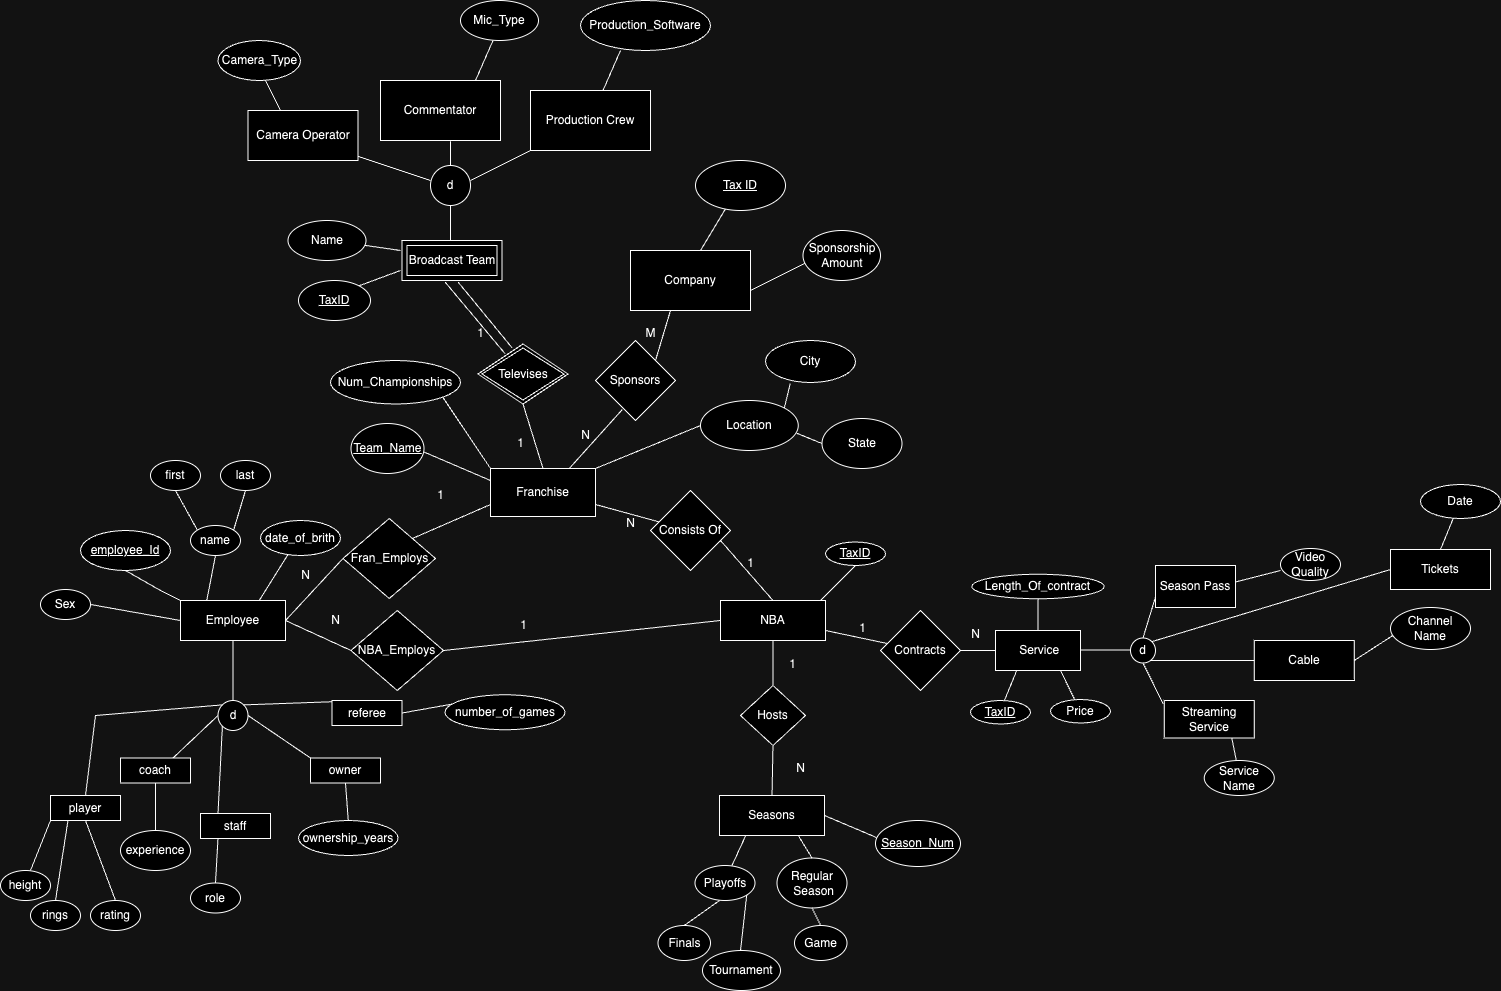 Mic_Type
Production_Software
Camera_Type
Commentator
Production Crew
Camera Operator
d
Tax ID
Name
Broadcast Team
Sponsorship
Amount
Company
TaxID
1
M
City
Televises
Sponsors
Num_Championships
Location
N
1
State
Team_Name
first
last
1
Franchise
Date
N
Consists Of
name
date_of_brith
employee_Id
Fran_Employs
TaxID
1
Video
Quality
Tickets
N
Length_Of_contract
Season Pass
Sex
Employee
N
1
NBA
1
N
Channel
Name
NBA_Employs
Contracts
Service
d
Cable
1
TaxID
Price
Streaming
Service
d
referee
number_of_games
Hosts
coach
owner
N
Service
Name
player
staff
ownership_years
Seasons
Season_Num
experience
height
rings
rating
role
Playoffs
Regular
Season
Finals
Game
Tournament